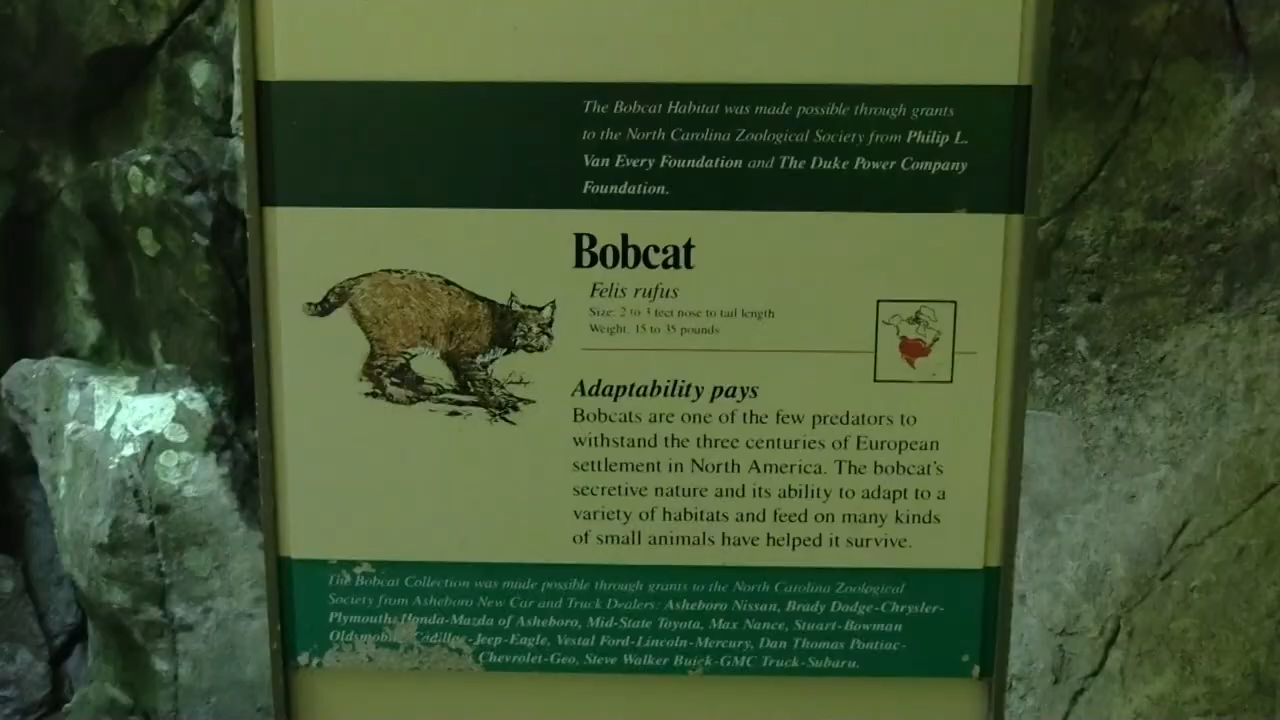 The Bobcat Habitat was made possible through grants
to the North Carolina Zoological Society from Philip L.
Van Every Foundation and The Duke Power Company
Foundation.
Bobcat
Felis rufus
Size: 2 to 3 feet nose to tail length
Weight: 15 to 35 pounds
Adaptability pays
Bobcats are one of the few predators to
withstand the three centuries of European
settlement in North America. The bobcat's
secretive nature and its ability to adapt to a
variety of habitats and feed on many kinds
of small animals have helped it survive.
The Bobcat Collection was made possible through grants to the North Carolina Zoological
Society from Asheboro New Car and Truck Dealers: Asheboro Nissan, Brady Dodge-Chrysler-
Plymouth, Honda-Mazda of Asheboro, Mid-State Toyota, Max Nance, Stuart-Bowman
Oldsmobile-Cadillac-Jeep-Eagle, Vestal Ford-Lincoln-Mercury, Dan Thomas Pontiac-
Chevrolet-Geo, Steve Walker Buick-GMC Truck-Subaru.